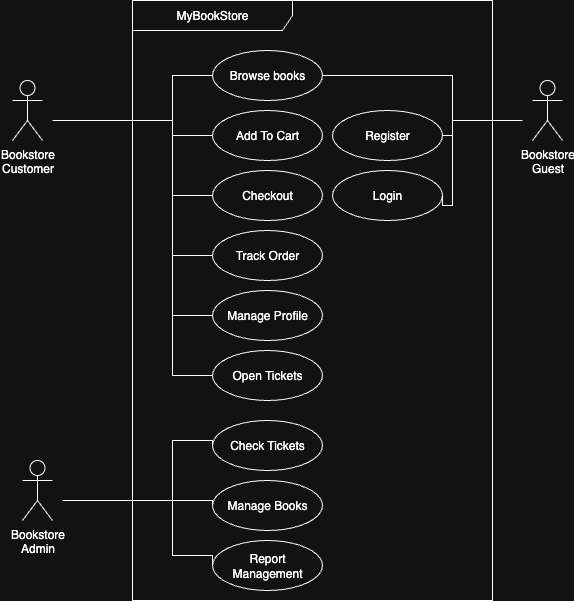 MyBookStore
Browse books
Add To Cart
Register
Bookstore
Customer
Bookstore
Guest
Checkout
Login
Track Order
Manage Profile
Open Tickets
Check Tickets
Manage Books
Bookstore
Admin
Report
Management